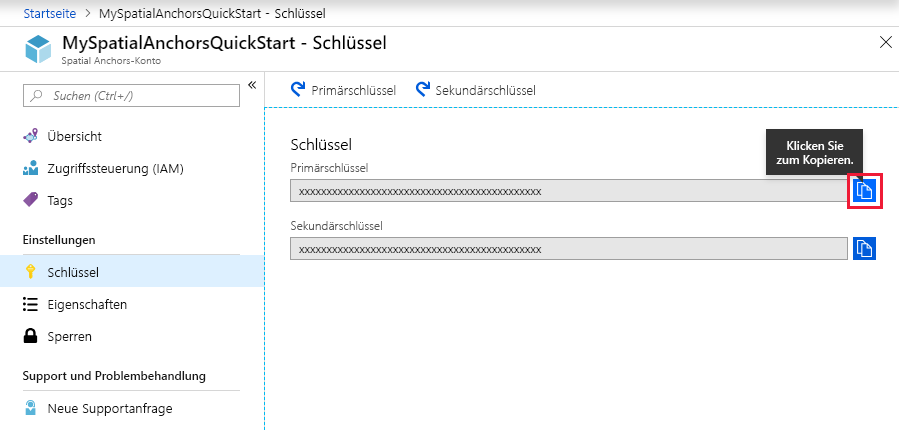 Startseite > MySpatialAnchorsQuickStart - Schlüssel
MySpatialAnchorsQuickStart - Schlüssel
Spatial Anchors-Konto
Suchen (Ctrl+/)
Übersicht
Zugriffssteuerung (IAM)
Tags
Einstellungen
Schlüssel
Eigenschaften
Sperren
Support und Problembehandlung
Neue Supportanfrage
Primärschlüssel Sekundärschlüssel
Schlüssel
Klicken Sie
zum Kopieren.
Primärschlüssel
xxxxxxxxxxxxxxxxxxxxxxxxxxxxxxxxxxxxxxxxxxxx
Sekundärschlüssel
xxxxxxxxxxxxxxxxxxxxxxxxxxxxxxxxxxxxxxxxxxxx